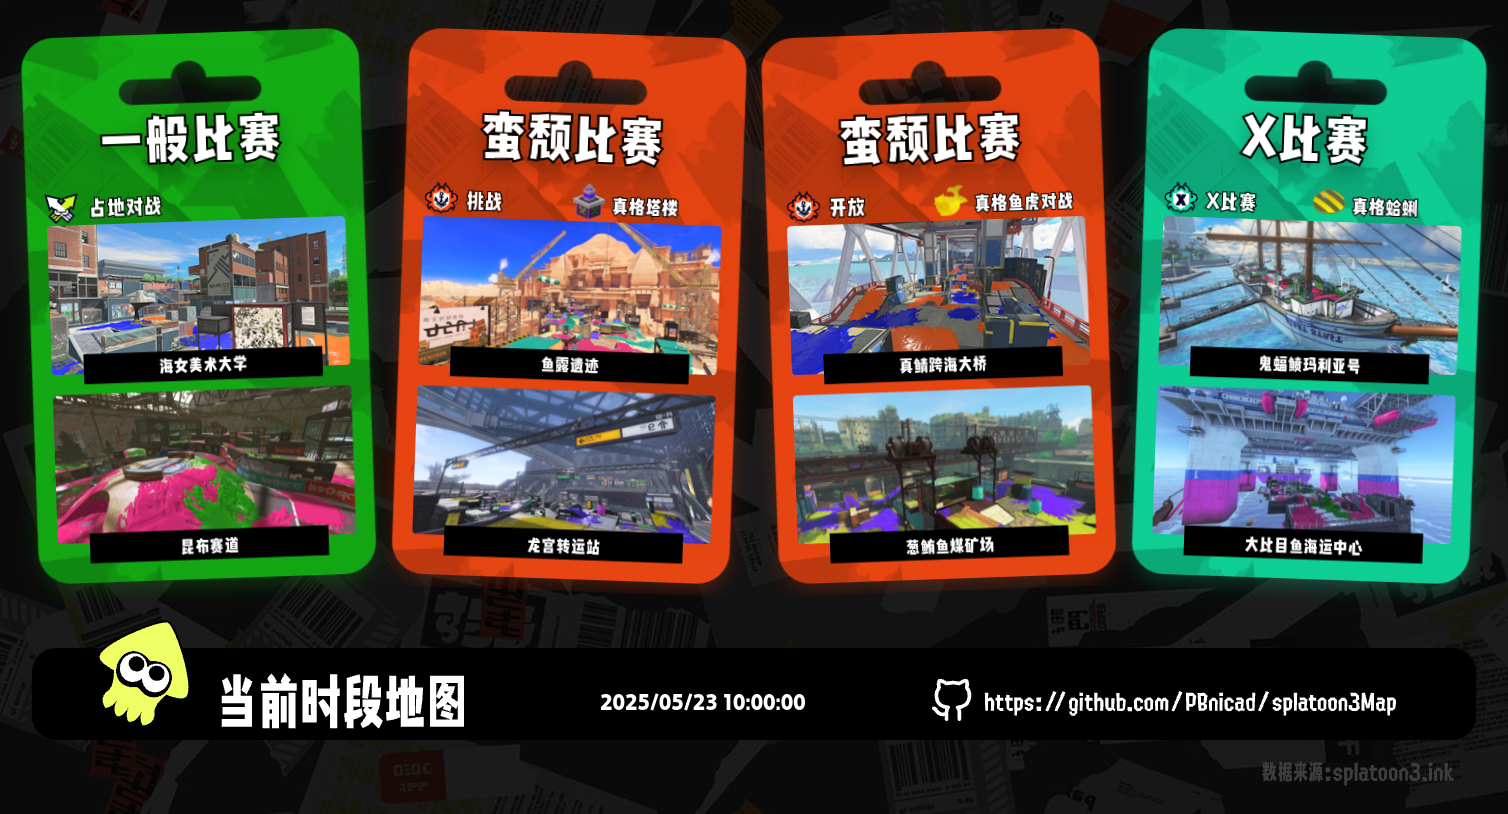 一般比赛
占地对战
海女美术大学
昆布赛道
蛮颓比赛
挑战
真格塔楼
鱼露遗迹
龙宫转运站
蛮颓比赛
开放
真格鱼虎对战
真鲭跨海大桥
葱鲔鱼煤矿场
X比赛
X比赛
真格蛤蜊
鬼蝠鲼玛利亚号
大比目鱼海运中心
当前时段地图
2025/05/23 10:00:00
https://github.com/PBnicad/splatoon3Map
数据来源:splatoon3.ink